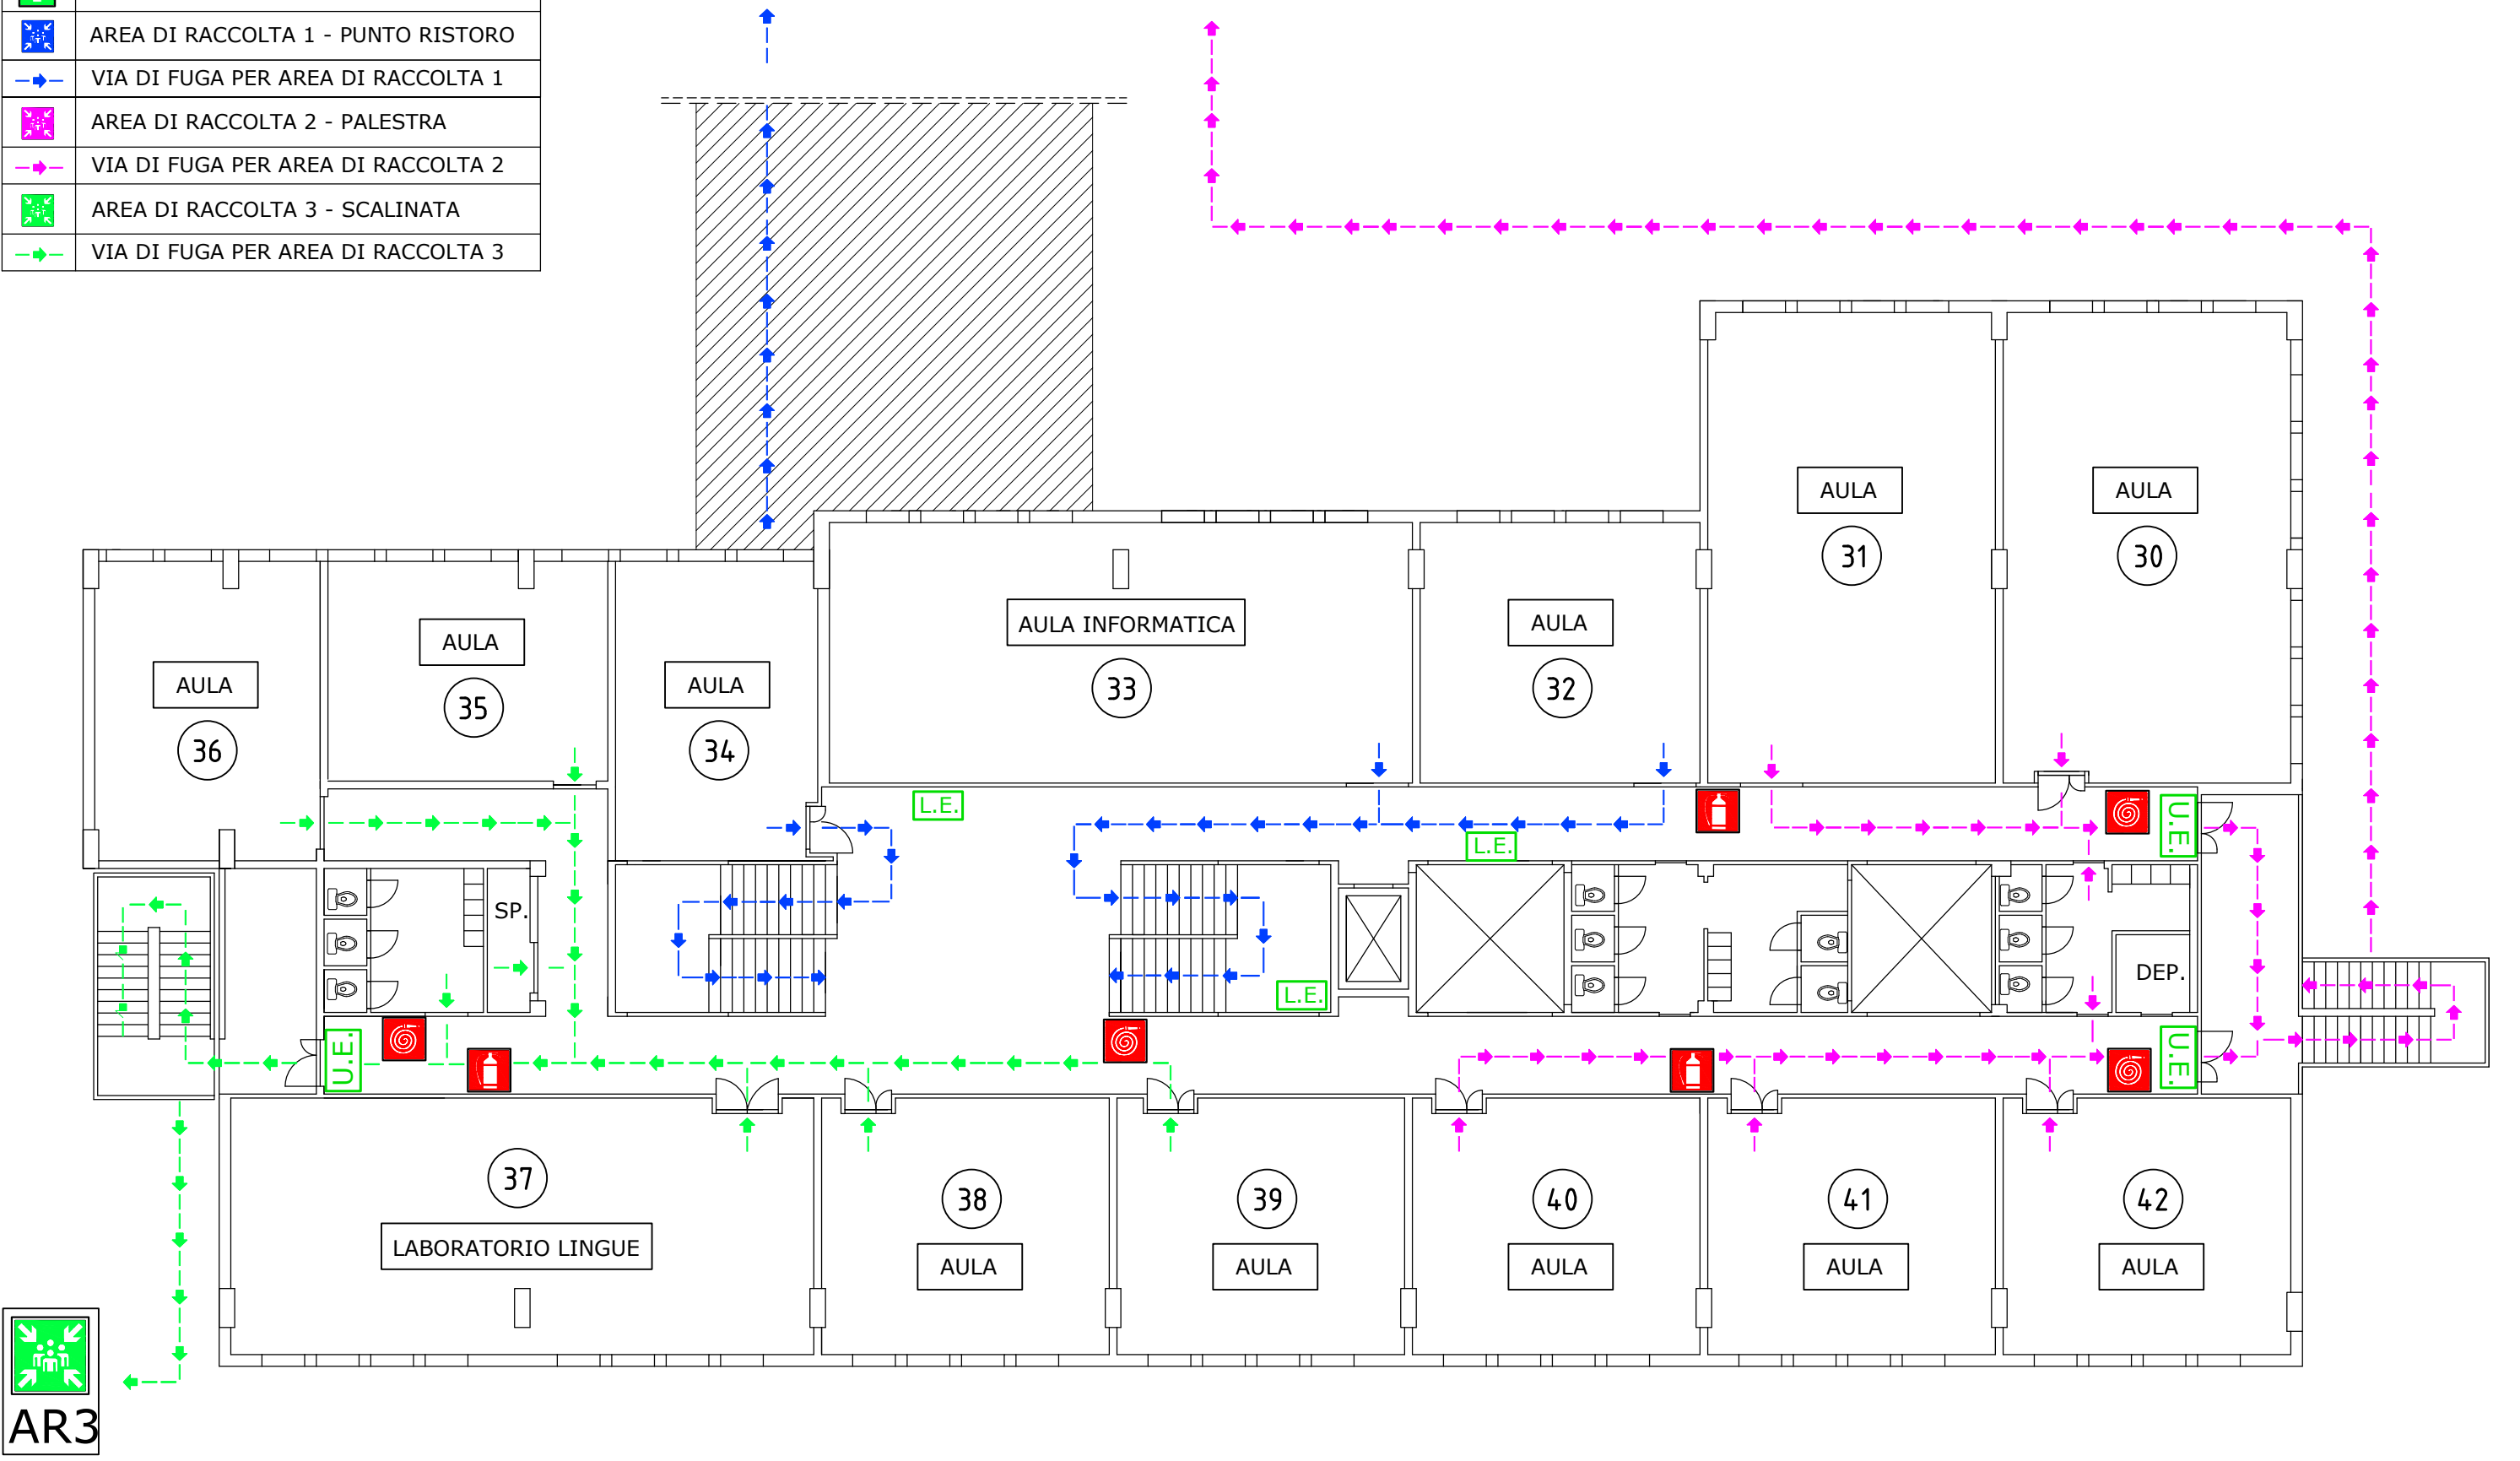 AREA DI RACCOLTA 1 - PUNTO RISTORO
VIA DI FUGA PER AREA DI RACCOLTA 1
AREA DI RACCOLTA 2 - PALESTRA
VIA DI FUGA PER AREA DI RACCOLTA 2
AREA DI RACCOLTA 3 - SCALINATA
VIA DI FUGA PER AREA DI RACCOLTA 3
AULA
36
AULA
35
AULA
34
AULA INFORMATICA
33
AULA
32
AULA
31
AULA
30
L.E.
L.E.
U.E.
SP.
L.E.
DEP.
U.E.
U.E.
37
LABORATORIO LINGUE
38
AULA
39
AULA
40
AULA
41
AULA
42
AULA
AR3